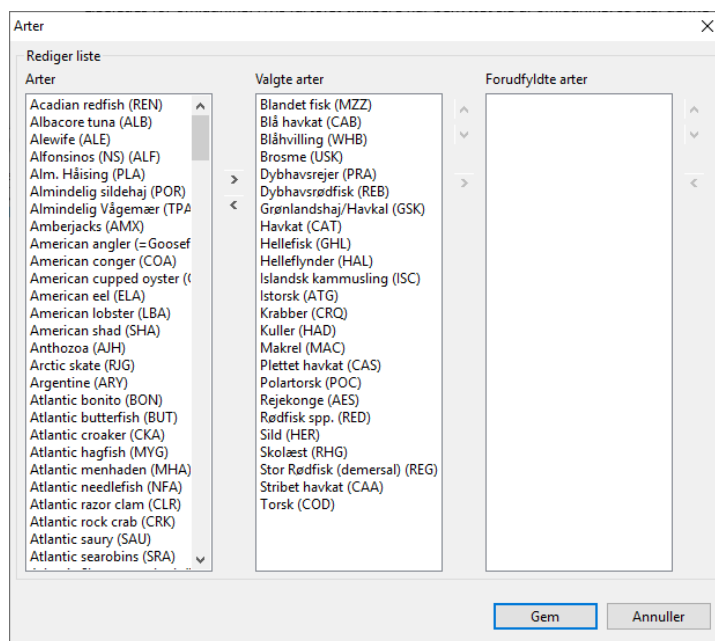 Arter
Rediger liste
Arter
Acadian redfish (REN)
Albacore tuna (ALB)
Alewife (ALE)
Alfonsinos (NS) (ALF)
Alm. Håising (PLA)
Almindelig sildehaj (POR)
Almindelig Vågemær (TPA
Amberjacks (AMX)
American angler (=Goosef
American conger (COA)
American cupped oyster (
American eel (ELA)
American lobster (LBA)
American shad (SHA)
Anthozoa (AJH)
Arctic skate (RJG)
Argentine (ARY)
Atlantic bonito (BON)
Atlantic butterfish (BUT)
Atlantic croaker (CKA)
Atlantic hagfish (MYG)
Atlantic menhaden (MHA)
Atlantic needlefish (NFA)
Atlantic razor clam (CLR)
Atlantic rock crab (CRK)
Atlantic saury (SAU)
Atlantic searobins (SRA)
Valgte arter
Blandet fisk (MZZ)
Blå havkat (CAB)
Blåhvilling (WHB)
Brosme (USK)
Dybhavsrejer (PRA)
Dybhavsrødfisk (REB)
Grønlandshaj/Havkal (GSK)
Havkat (CAT)
Hellefisk (GHL)
Helleflynder (HAL)
Islandsk kammusling (ISC)
Istorsk (ATG)
Krabber (CRQ)
Kuller (HAD)
Makrel (MAC)
Plettet havkat (CAS)
Polartorsk (POC)
Rejekonge (AES)
Rødfisk spp. (RED)
Sild (HER)
Skolæst (RHG)
Stor Rødfisk (demersal) (REG)
Stribet havkat (CAA)
Torsk (COD)
Forudfyldte arter
Gem
Annuller